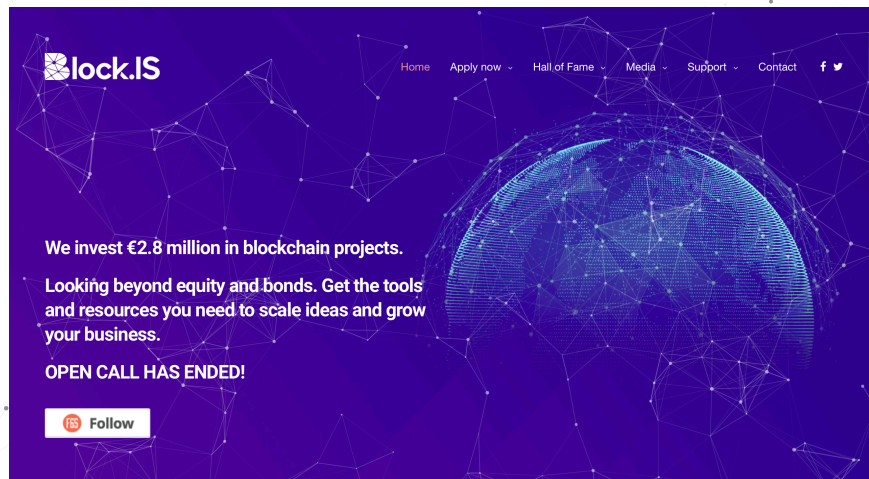 Block.IS
Home Apply now Hall of Fame Media Support Contact
We invest €2.8 million in blockchain projects.
Looking beyond equity and bonds. Get the tools
and resources you need to scale ideas and grow
your business.
OPEN CALL HAS ENDED!
F6S Follow